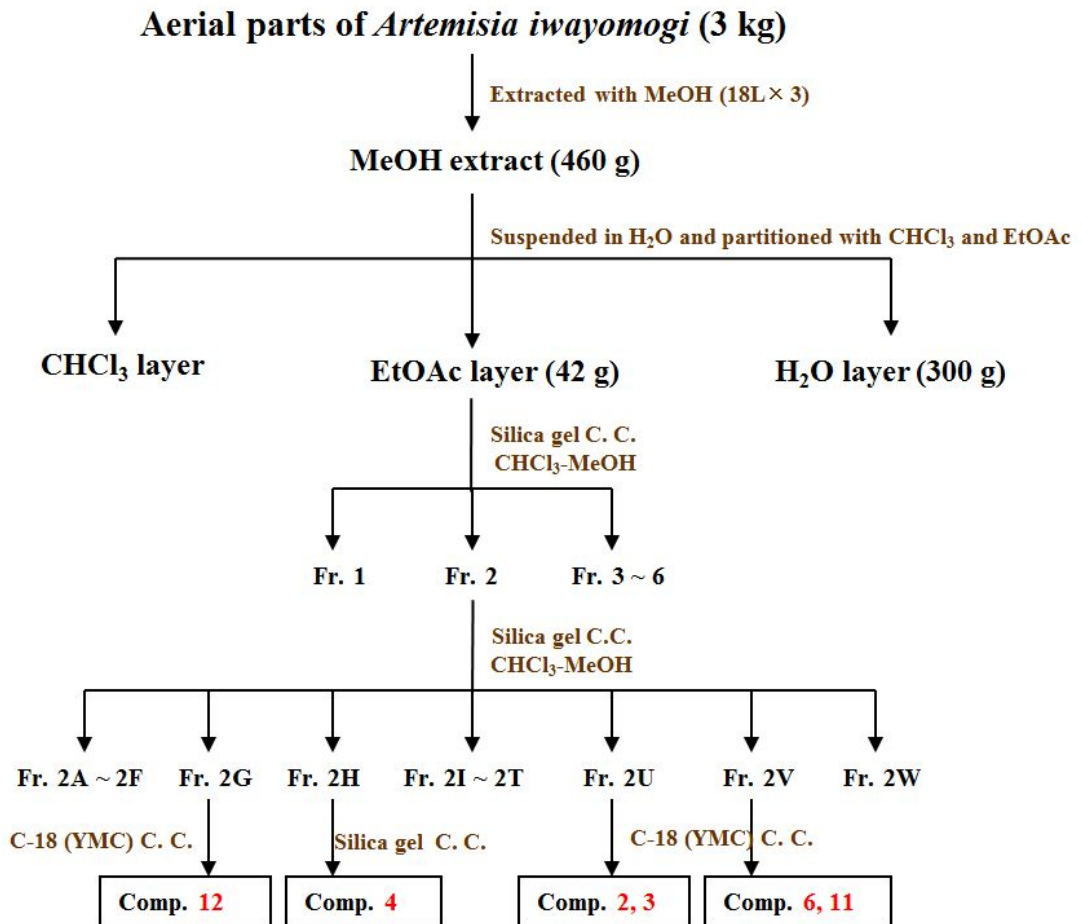 Aerial parts of Artemisia iwayomogi (3 kg)
Extracted with MeOH (18L× 3)
MeOH extract (460 g)
Suspended in H₂O and partitioned with CHCl₃ and EtOAc
CHCl₃ layer
EtOAc layer (42 g)
H₂O layer (300 g)
Silica gel C. C.
CHCl₃-MeOH
Fr. 1
Fr. 2
Fr. 3 ~ 6
Silica gel C.C.
CHCl₃-MeOH
Fr. 2A ~ 2F
Fr. 2G
Fr. 2H
Fr. 2I ~ 2T
Fr. 2U
Fr. 2V
Fr. 2W
C-18 (YMC) C. C.
Silica gel C. C.
C-18 (YMC) C. C.
Comp. 12
Comp. 4
Comp. 2, 3
Comp. 6, 11